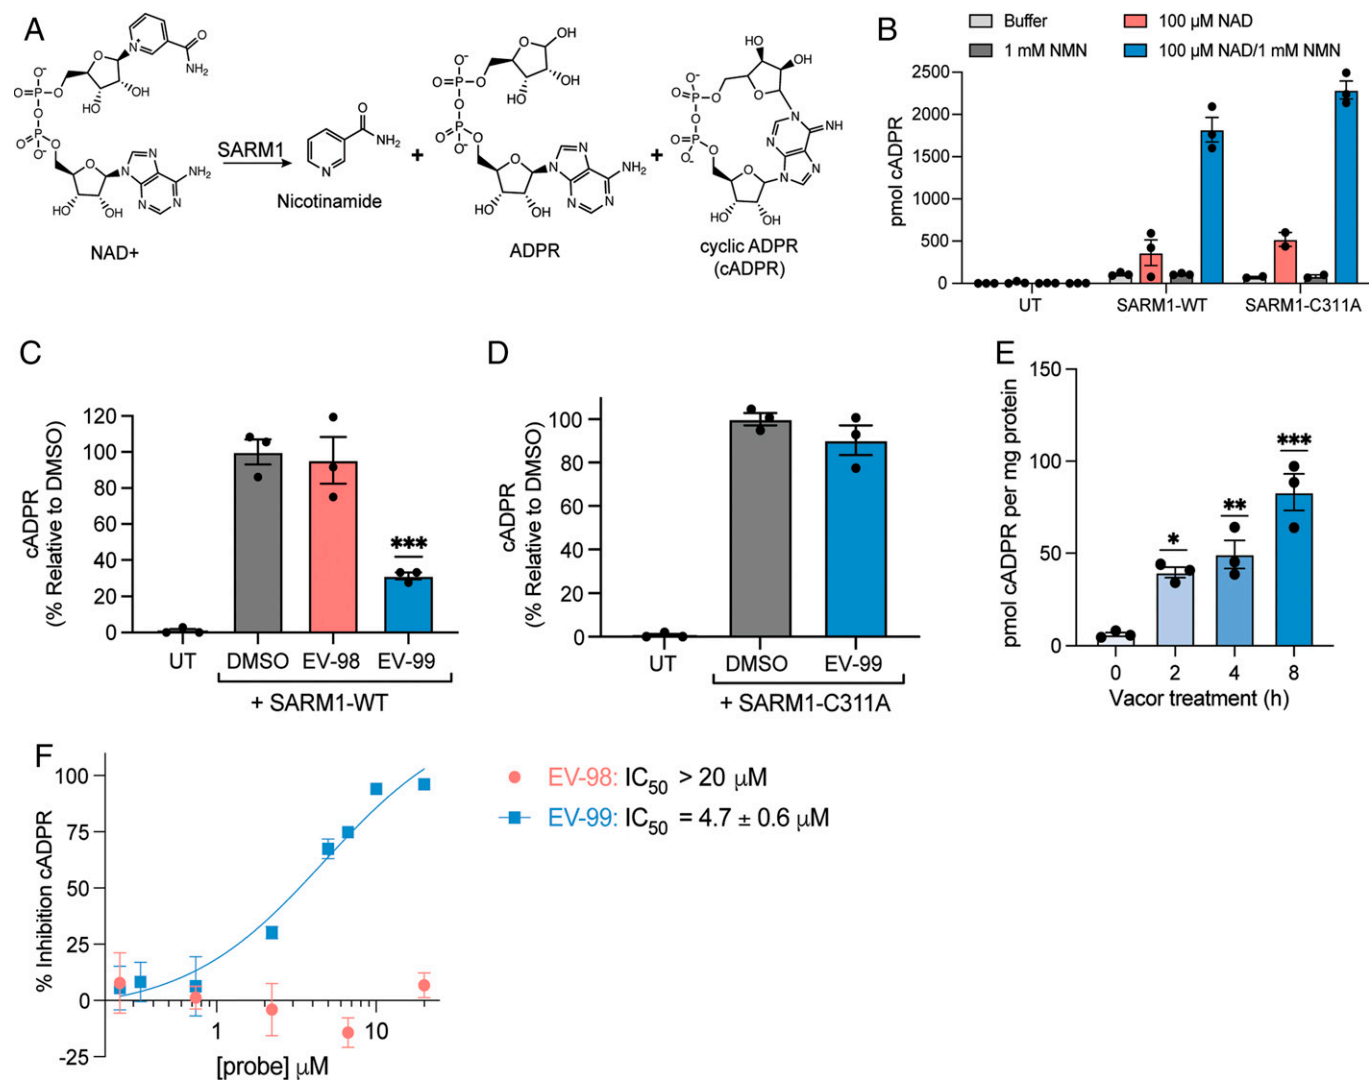 A
NAD+
SARM1
Nicotinamide
+
ADPR
+
cyclic ADPR
(cADPR)
B
Buffer
1 mM NMN
100 μM NAD
100 μM NAD/1 mM NMN
pmol cADPR
2500
2000
1500
1000
500
0
UT
SARM1-WT
SARM1-C311A
C
cADPR
(% Relative to DMSO)
120
100
80
60
40
20
0
***
UT
DMSO
EV-98
EV-99
+ SARM1-WT
D
cADPR
(% Relative to DMSO)
100
80
60
40
20
0
UT
DMSO
EV-99
+ SARM1-C311A
E
pmol cADPR per mg protein
150
100
50
0
*
**
***
0
2
4
8
Vacor treatment (h)
F
% Inhibition cADPR
100
75
50
25
0
-25
1
10
[probe] μM
EV-98: IC50 > 20 μM
EV-99: IC50 = 4.7 ± 0.6 μM